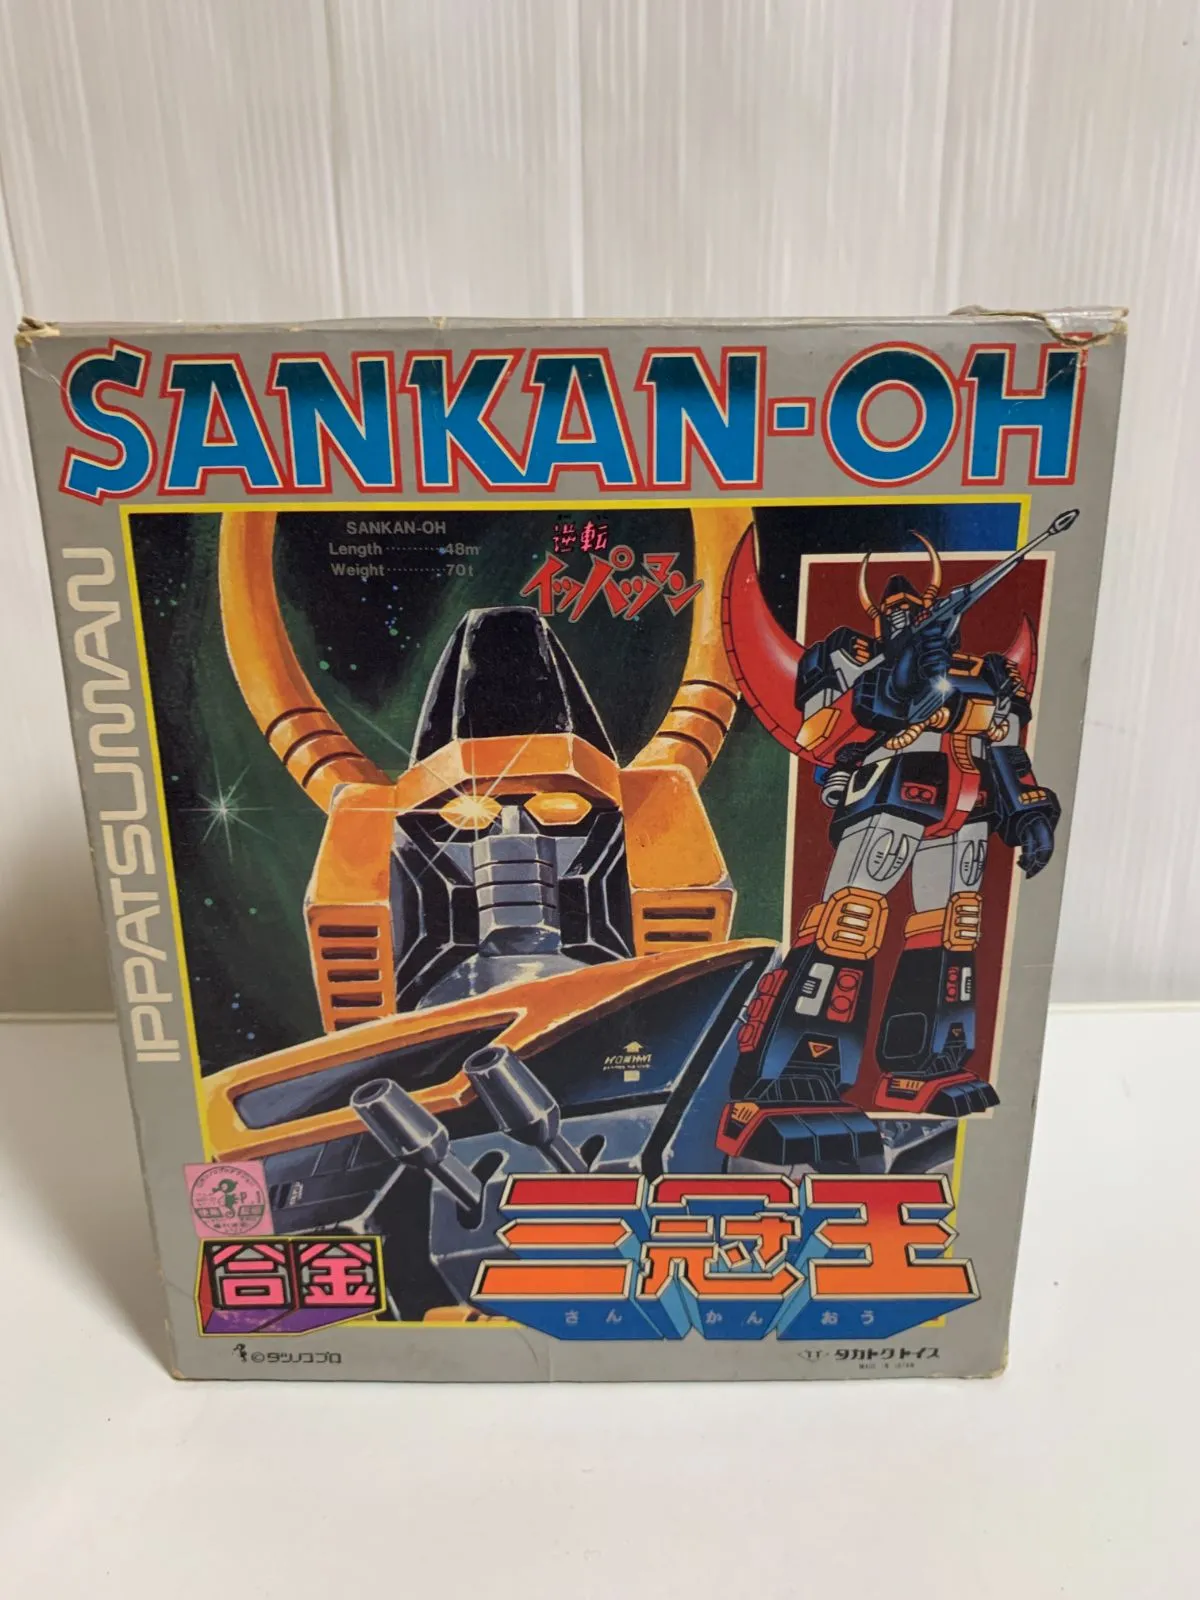 SANKAN-OH
IPPATSUMAN
SANKAN-OH
Length ·········· 48m
Weight ·········· 70t
逆転
イッパツマン
P.1
合金
三冠王
さんかんおう
©タツノコプロ
タカトクトイス
MADE IN JAPAN